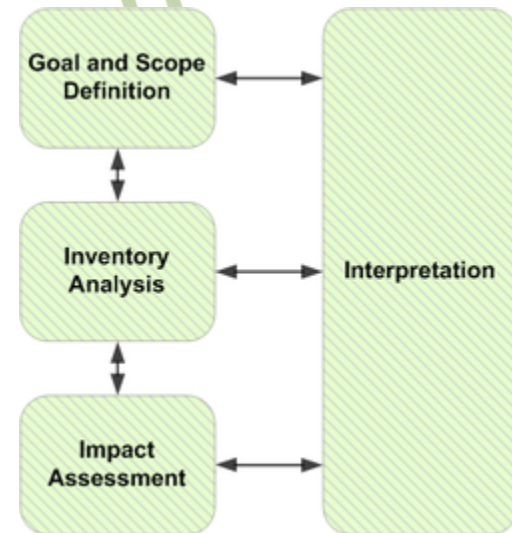 Goal and Scope
Definition
Inventory
Analysis
Interpretation
Impact
Assessment